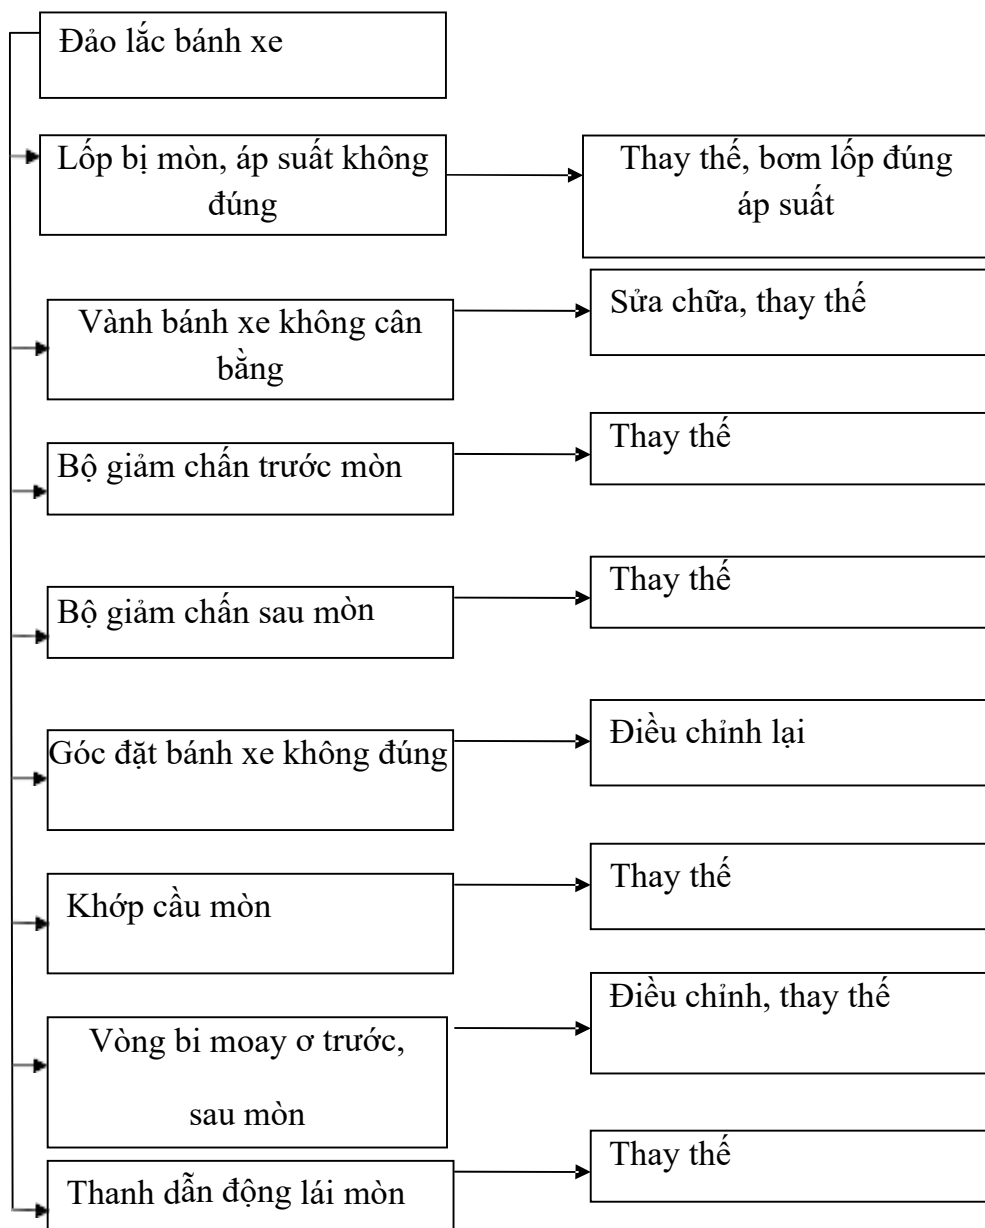 Đảo lắc bánh xe
Lốp bị mòn, áp suất không
đúng
Thay thế, bơm lốp đúng
áp suất
Vành bánh xe không cân
bằng
Sửa chữa, thay thế
Bộ giảm chấn trước mòn
Thay thế
Bộ giảm chấn sau mòn
Thay thế
Góc đặt bánh xe không đúng
Điều chỉnh lại
Khớp cầu mòn
Thay thế
Vòng bi moay ơ trước,
sau mòn
Điều chỉnh, thay thế
Thanh dẫn động lái mòn
Thay thế